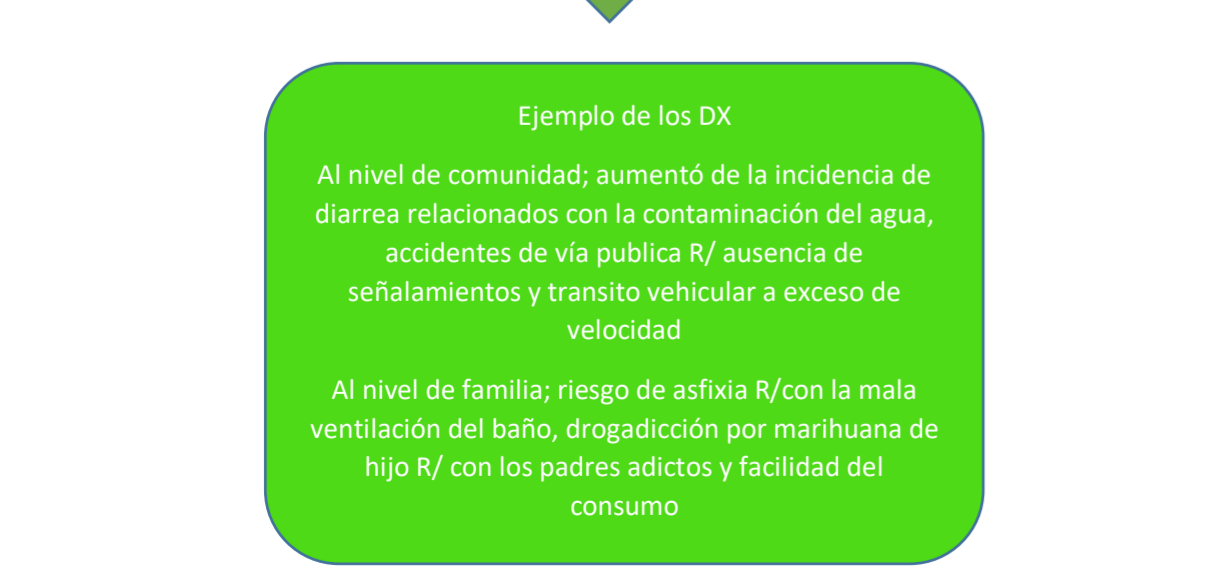 Ejemplo de los DX
Al nivel de comunidad; aumentó de la incidencia de
diarrea relacionados con la contaminación del agua,
accidentes de vía publica R/ ausencia de
señalamientos y transito vehicular a exceso de
velocidad
Al nivel de familia; riesgo de asfixia R/con la mala
ventilación del baño, drogadicción por marihuana de
hijo R/ con los padres adictos y facilidad del
consumo